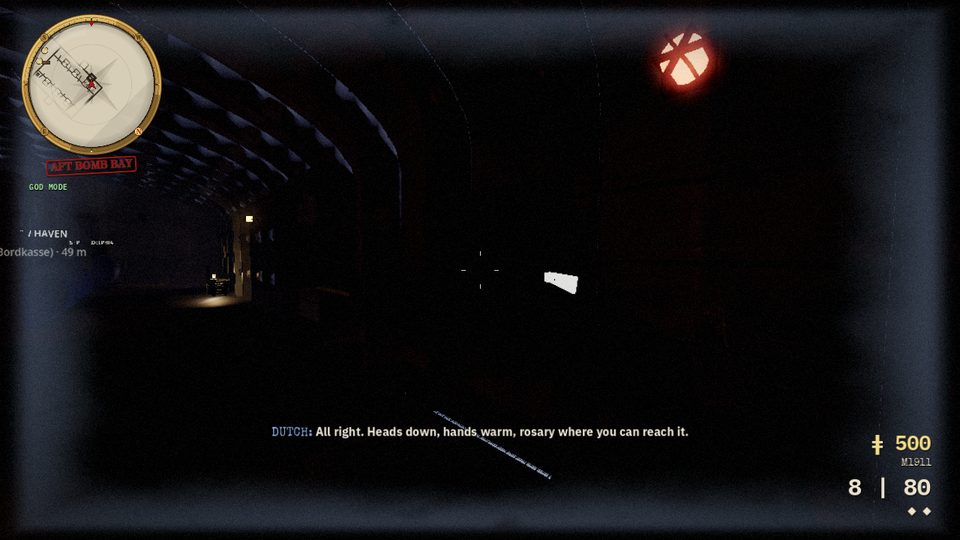 AFT BOMB BAY
GOD MODE
/ HAVEN
Bordkasse) · 49 m
DUTCH: All right. Heads down, hands warm, rosary where you can reach it.
500
M1911
8 | 80